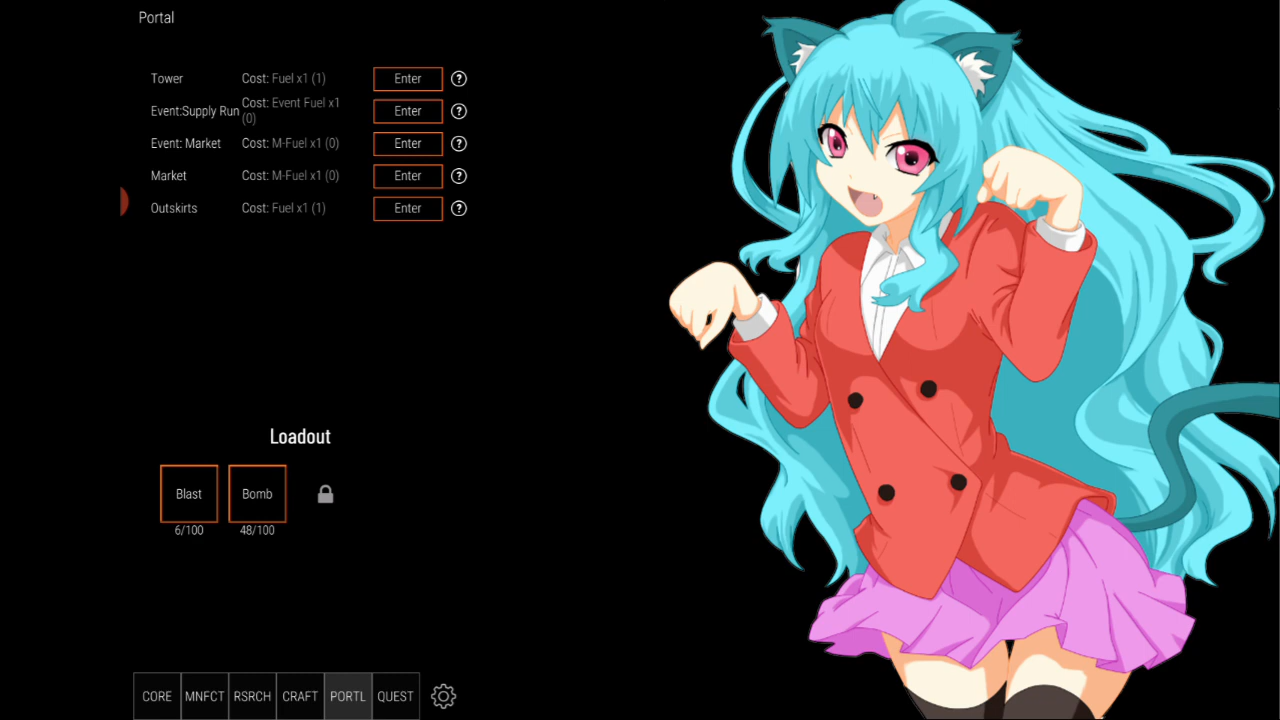 Portal
Tower Cost: Fuel x1 (1) Enter ?
Event:Supply Run Cost: Event Fuel x1 (0) Enter ?
Event: Market Cost: M-Fuel x1 (0) Enter ?
Market Cost: M-Fuel x1 (0) Enter ?
Outskirts Cost: Fuel x1 (1) Enter ?
Loadout
Blast Bomb
6/100 48/100
CORE MNFCT RSRCH CRAFT PORTL QUEST